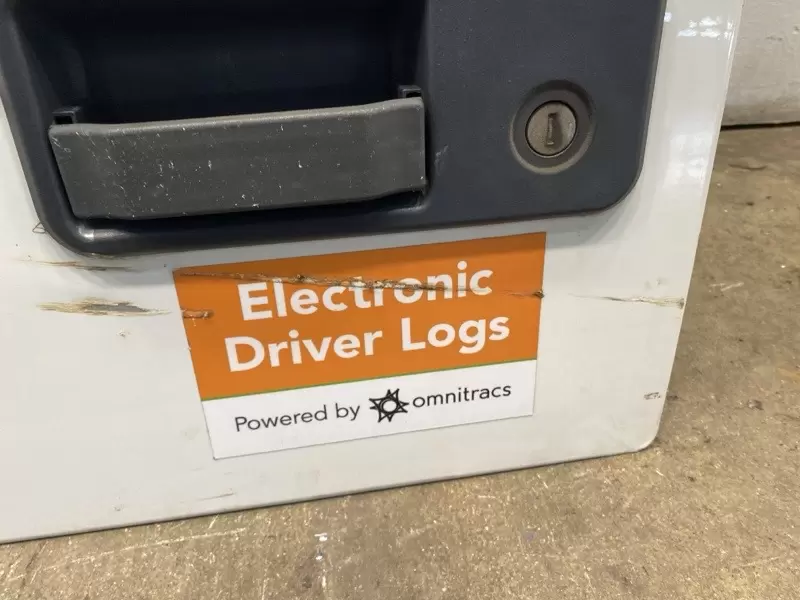 Electronic
Driver Logs
Powered by omnitracs